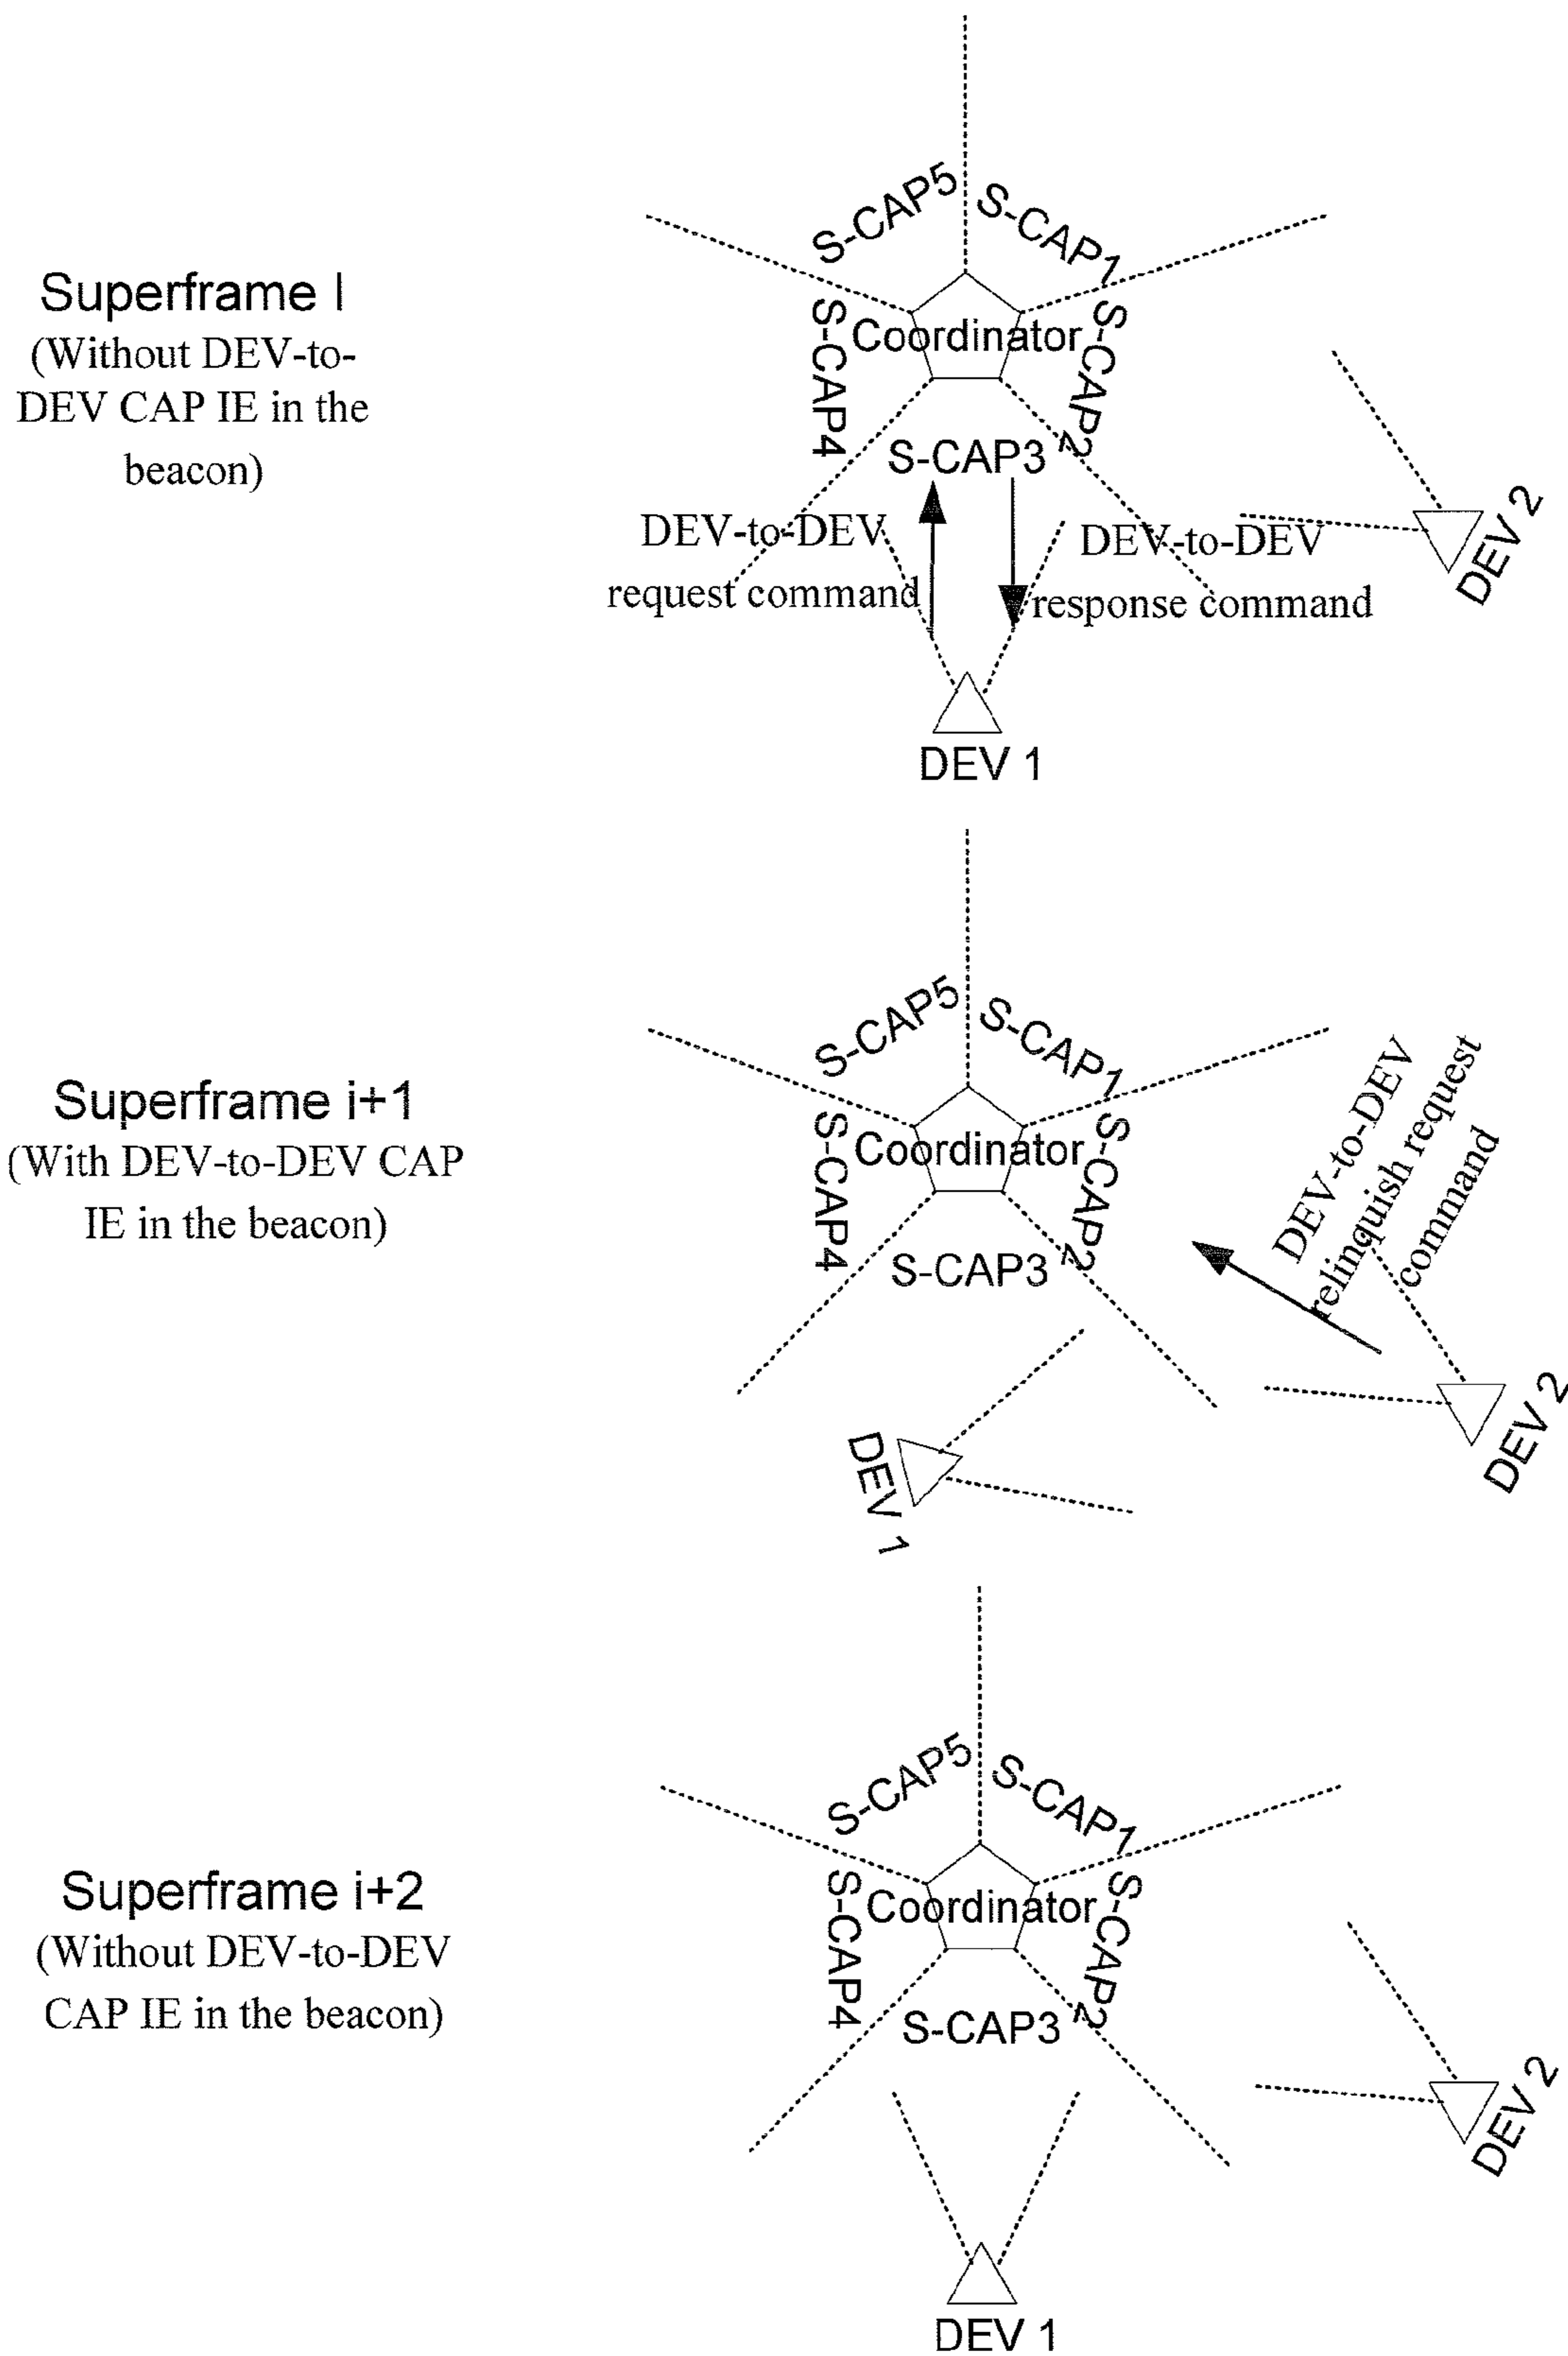 Superframe I
(Without DEV-to-
DEV CAP IE in the
beacon)
S-CAP5
S-CAP1
S-CAP4
Coordinator
S-CAP2
S-CAP3
DEV-to-DEV
request command
DEV-to-DEV
response command
DEV 2
DEV 1
Superframe i+1
(With DEV-to-DEV CAP
IE in the beacon)
S-CAP5
S-CAP1
S-CAP4
Coordinator
S-CAP2
S-CAP3
DEV-to-DEV
relinquish request
command
DEV 2
DEV 1
Superframe i+2
(Without DEV-to-DEV
CAP IE in the beacon)
S-CAP5
S-CAP1
S-CAP4
Coordinator
S-CAP2
S-CAP3
DEV 2
DEV 1